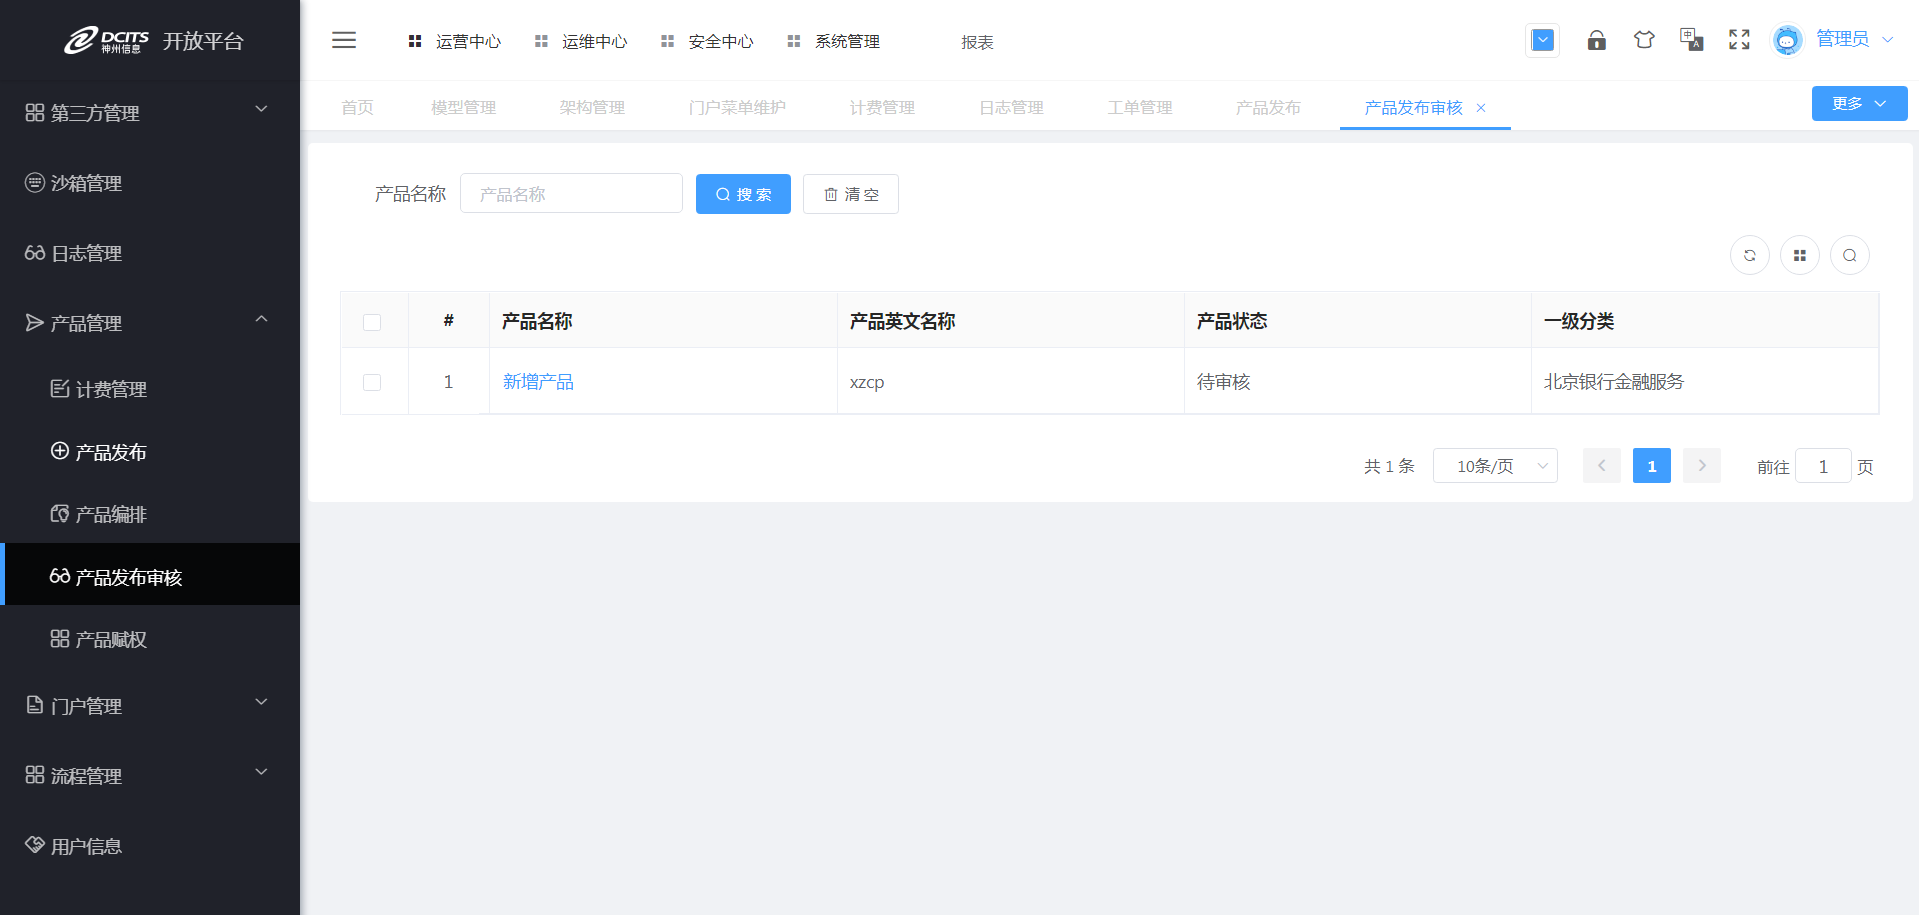 DCITS
神州信息
开放平台
运营中心
运维中心
安全中心
系统管理
报表
中
A
管理员
首页
模型管理
架构管理
门户菜单维护
计费管理
日志管理
工单管理
产品发布
产品发布审核
更多
第三方管理
沙箱管理
日志管理
产品管理
计费管理
产品发布
产品编排
产品发布审核
产品赋权
门户管理
流程管理
用户信息
产品名称
产品名称
搜索
清空
# 产品名称 产品英文名称 产品状态 一级分类
1 新增产品 xzcp 待审核 北京银行金融服务
共 1 条 10条/页 1 前往 1 页